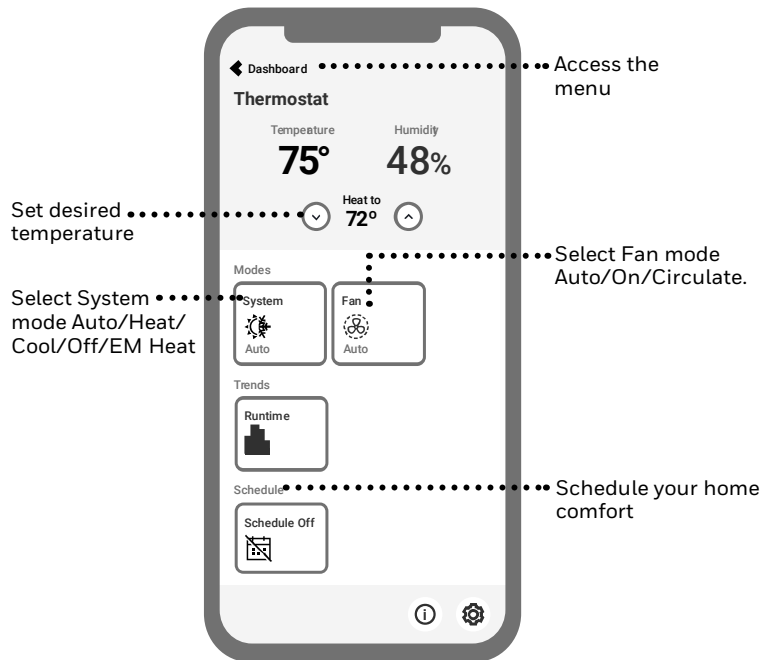 Dashboard
Access the
menu
Thermostat
Temperature
Humidity
75°
48%
Set desired
temperature
Heat to
72°
Select Fan mode
Auto/On/Circulate.
Modes
Select System
mode Auto/Heat/
Cool/Off/EM Heat
System
Fan
Auto
Auto
Trends
Runtime
Schedule
Schedule your home
comfort
Schedule Off